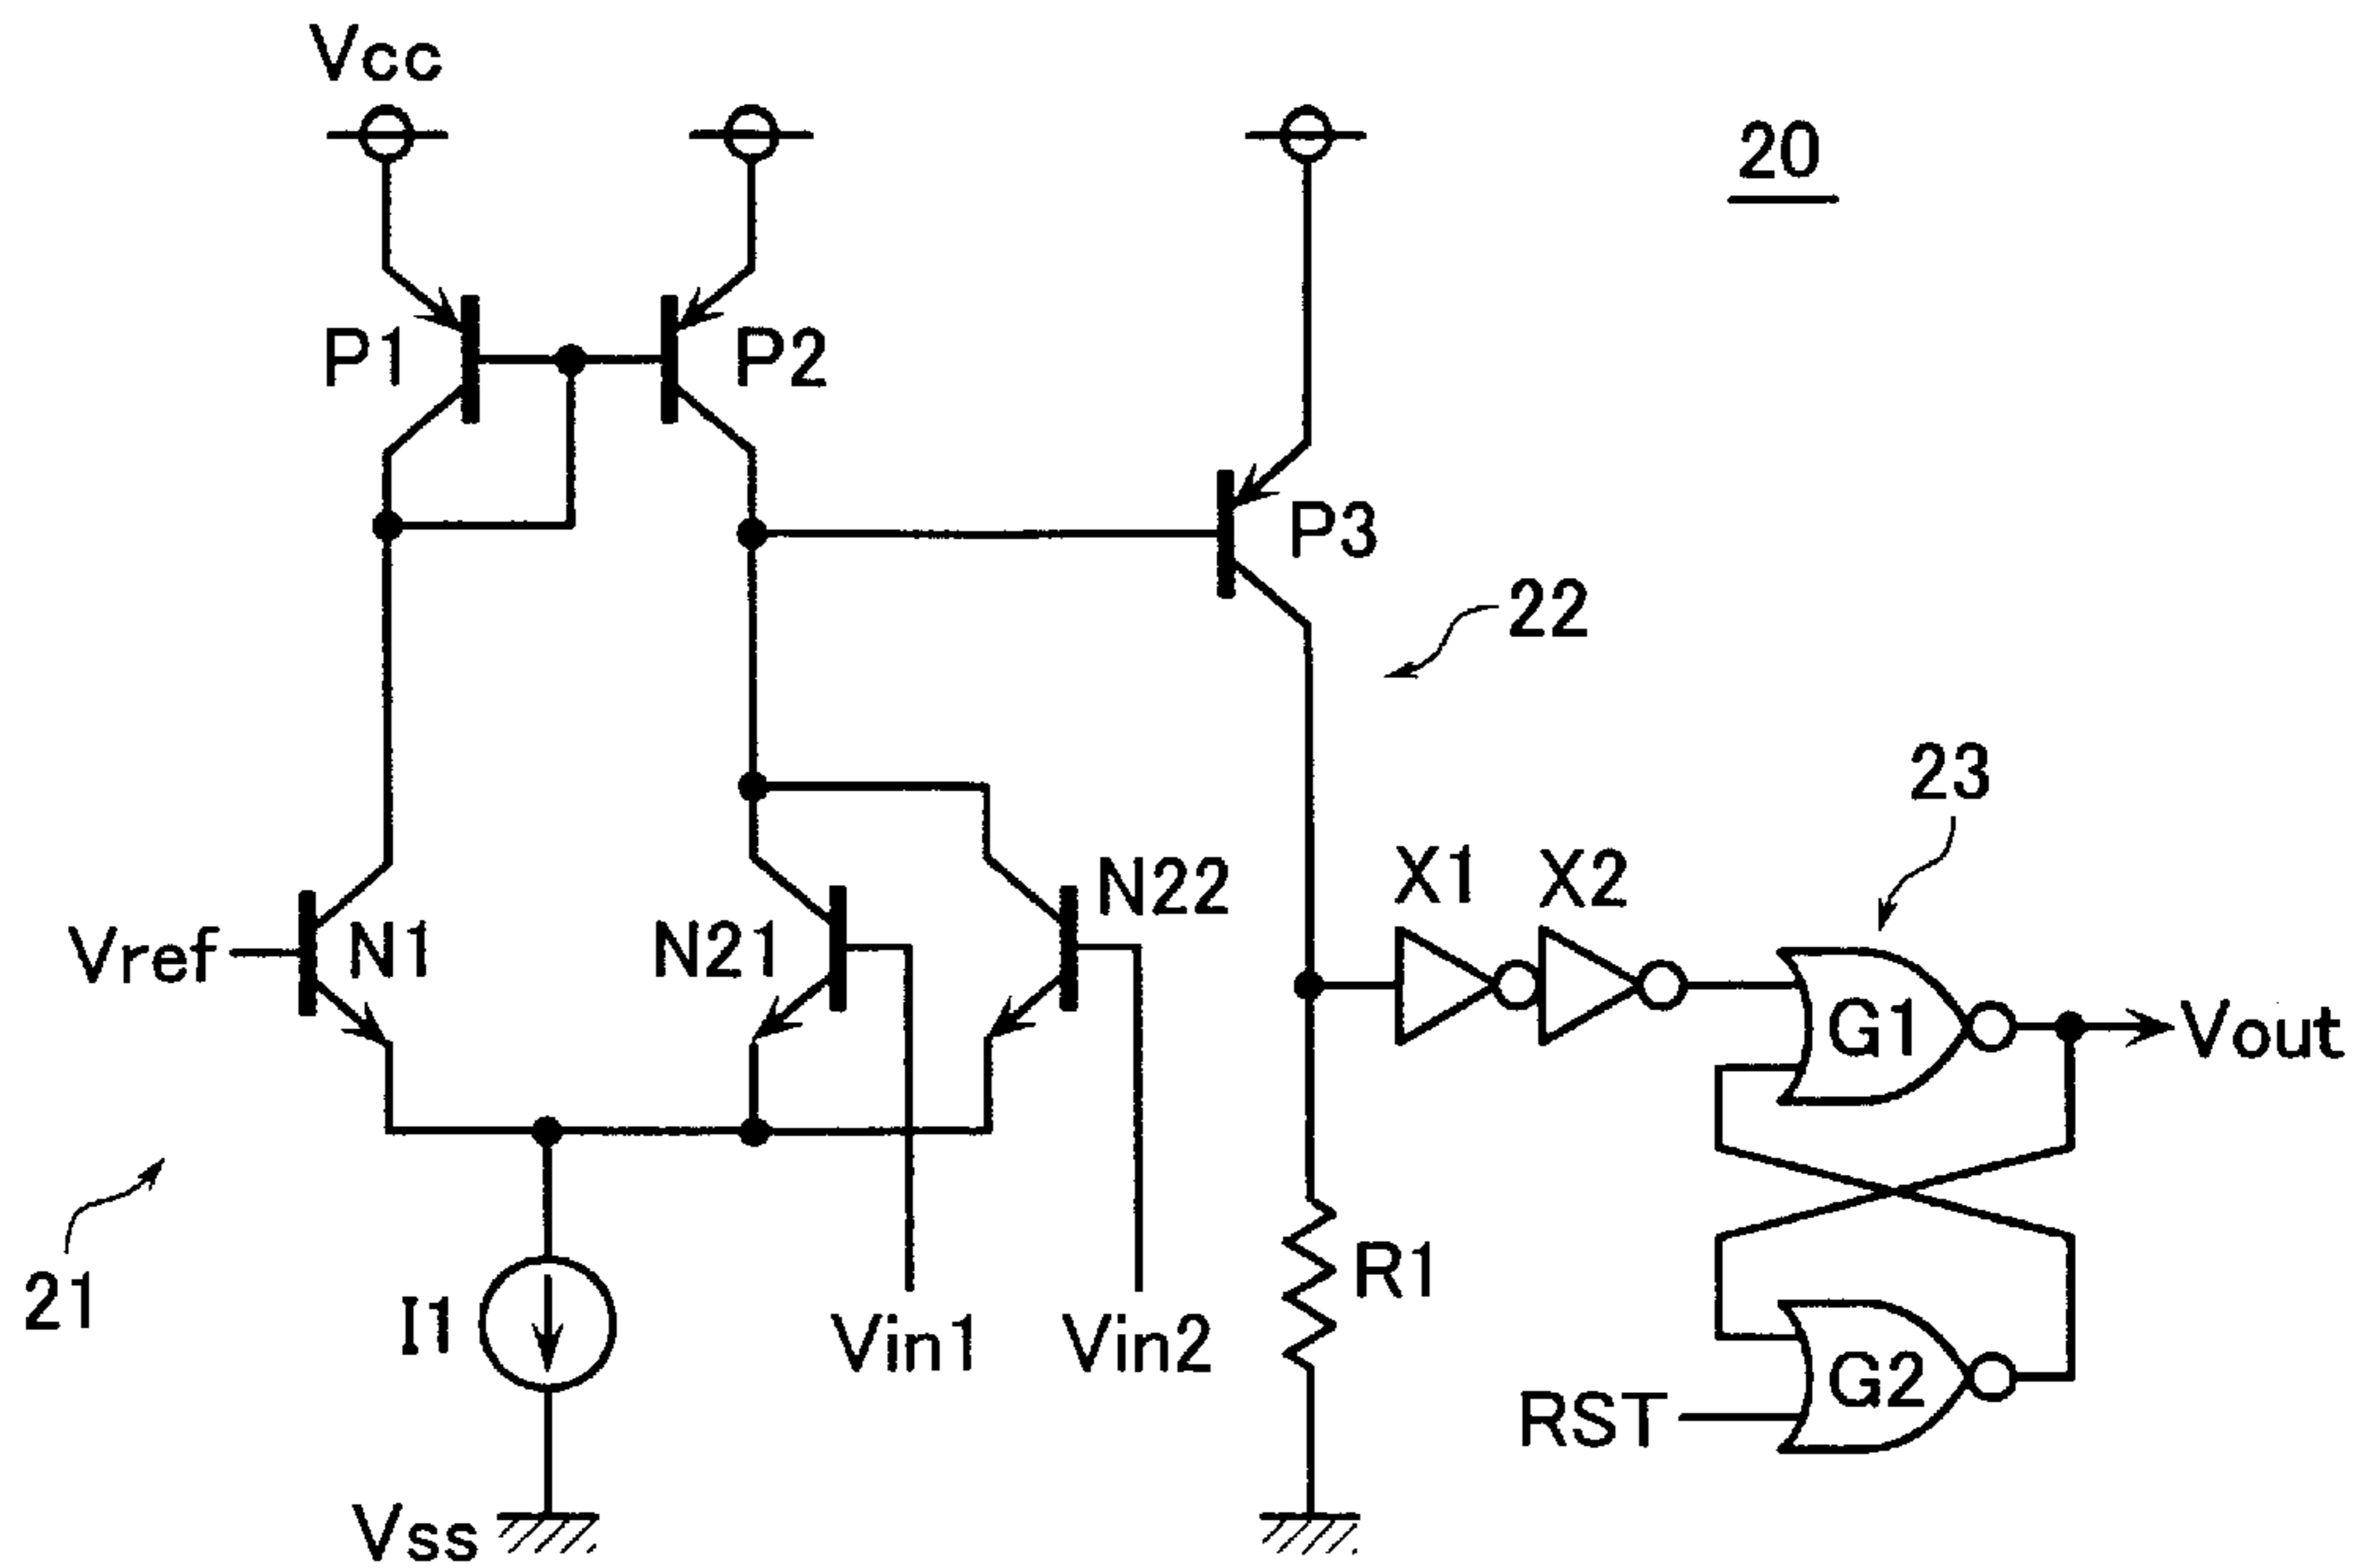 Vcc
20
P1
P2
P3
22
23
X1
X2
N22
Vref
N1
N21
G1
Vout
21
I1
Vin1
Vin2
R1
G2
RST
Vss